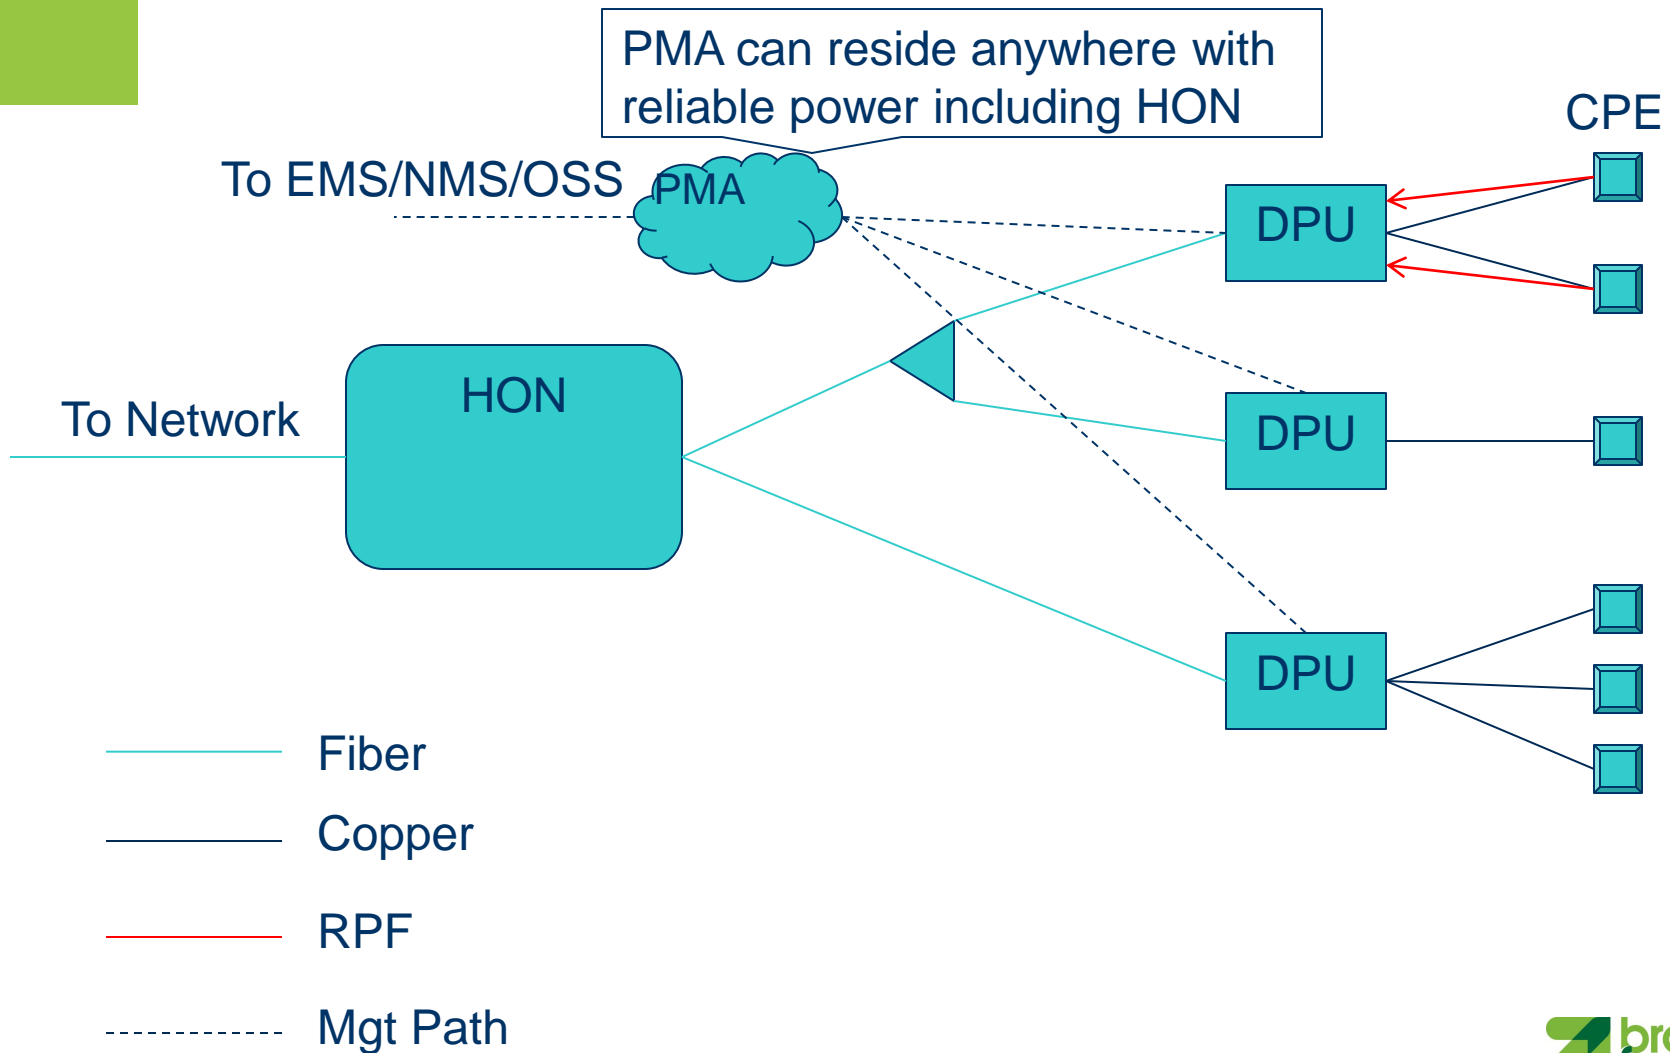 PMA can reside anywhere with
reliable power including HON
CPE
To EMS/NMS/OSS
PMA
DPU
HON
To Network
DPU
DPU
Fiber
Copper
RPF
Mgt Path